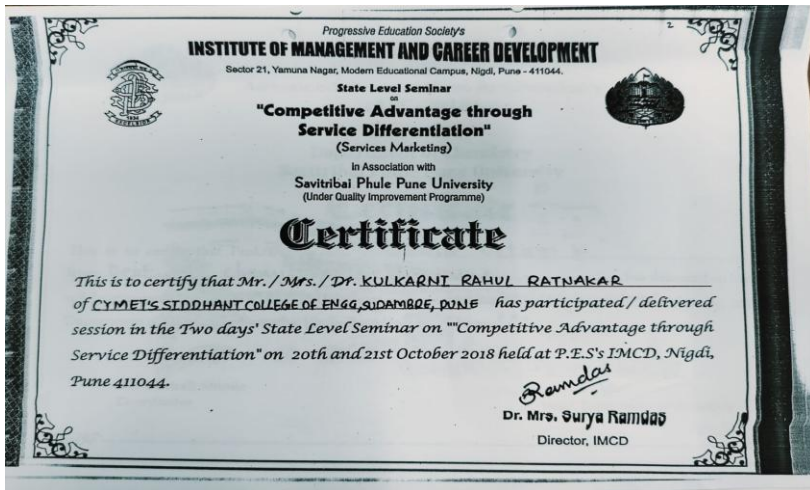 2
Progressive Education Society's
INSTITUTE OF MANAGEMENT AND CAREER DEVELOPMENT
Sector 21, Yamuna Nagar, Modern Educational Campus, Nigdi, Pune - 411044.
State Level Seminar
on
"Competitive Advantage through
Service Differentiation"
(Services Marketing)
In Association with
Savitribai Phule Pune University
(Under Quality Improvement Programme)
Certificate
This is to certify that Mr. / Mrs. / Dr. KULKARNI RAHUL RATNAKAR
of CYMET'S SIDDHANT COLLEGE OF ENGG, SUDAMBRE, PUNE has participated / delivered
session in the Two days' State Level Seminar on ""Competitive Advantage through
Service Differentiation" on 20th and 21st October 2018 held at P.E.S's IMCD, Nigdi,
Pune 411044.
Ramdas
Dr. Mrs. Surya Ramdas
Director, IMCD